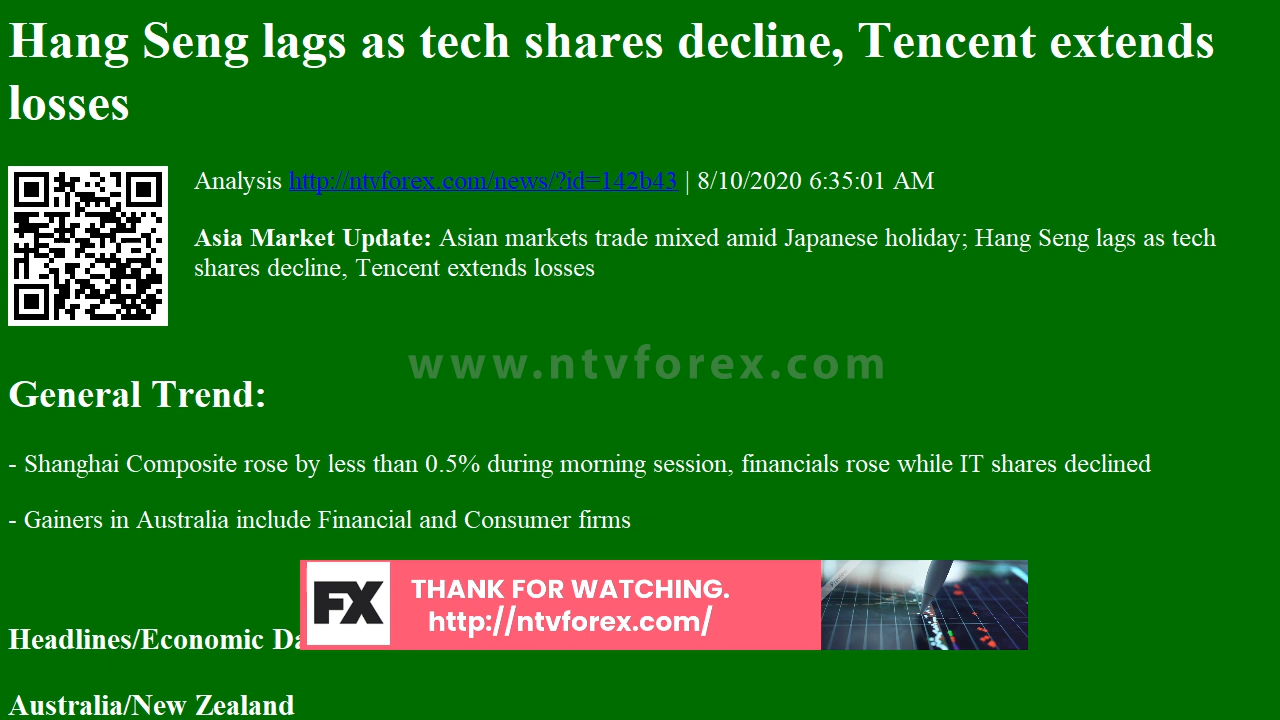 Hang Seng lags as tech shares decline, Tencent extends
losses
Analysis http://ntvforex.com/news/?id=142b43 | 8/10/2020 6:35:01 AM
Asia Market Update: Asian markets trade mixed amid Japanese holiday; Hang Seng lags as tech
shares decline, Tencent extends losses
www.ntvforex.com
General Trend:
- Shanghai Composite rose by less than 0.5% during morning session, financials rose while IT shares declined
- Gainers in Australia include Financial and Consumer firms
FX
THANK FOR WATCHING.
http://ntvforex.com/
Headlines/Economic
Australia/New Zealand